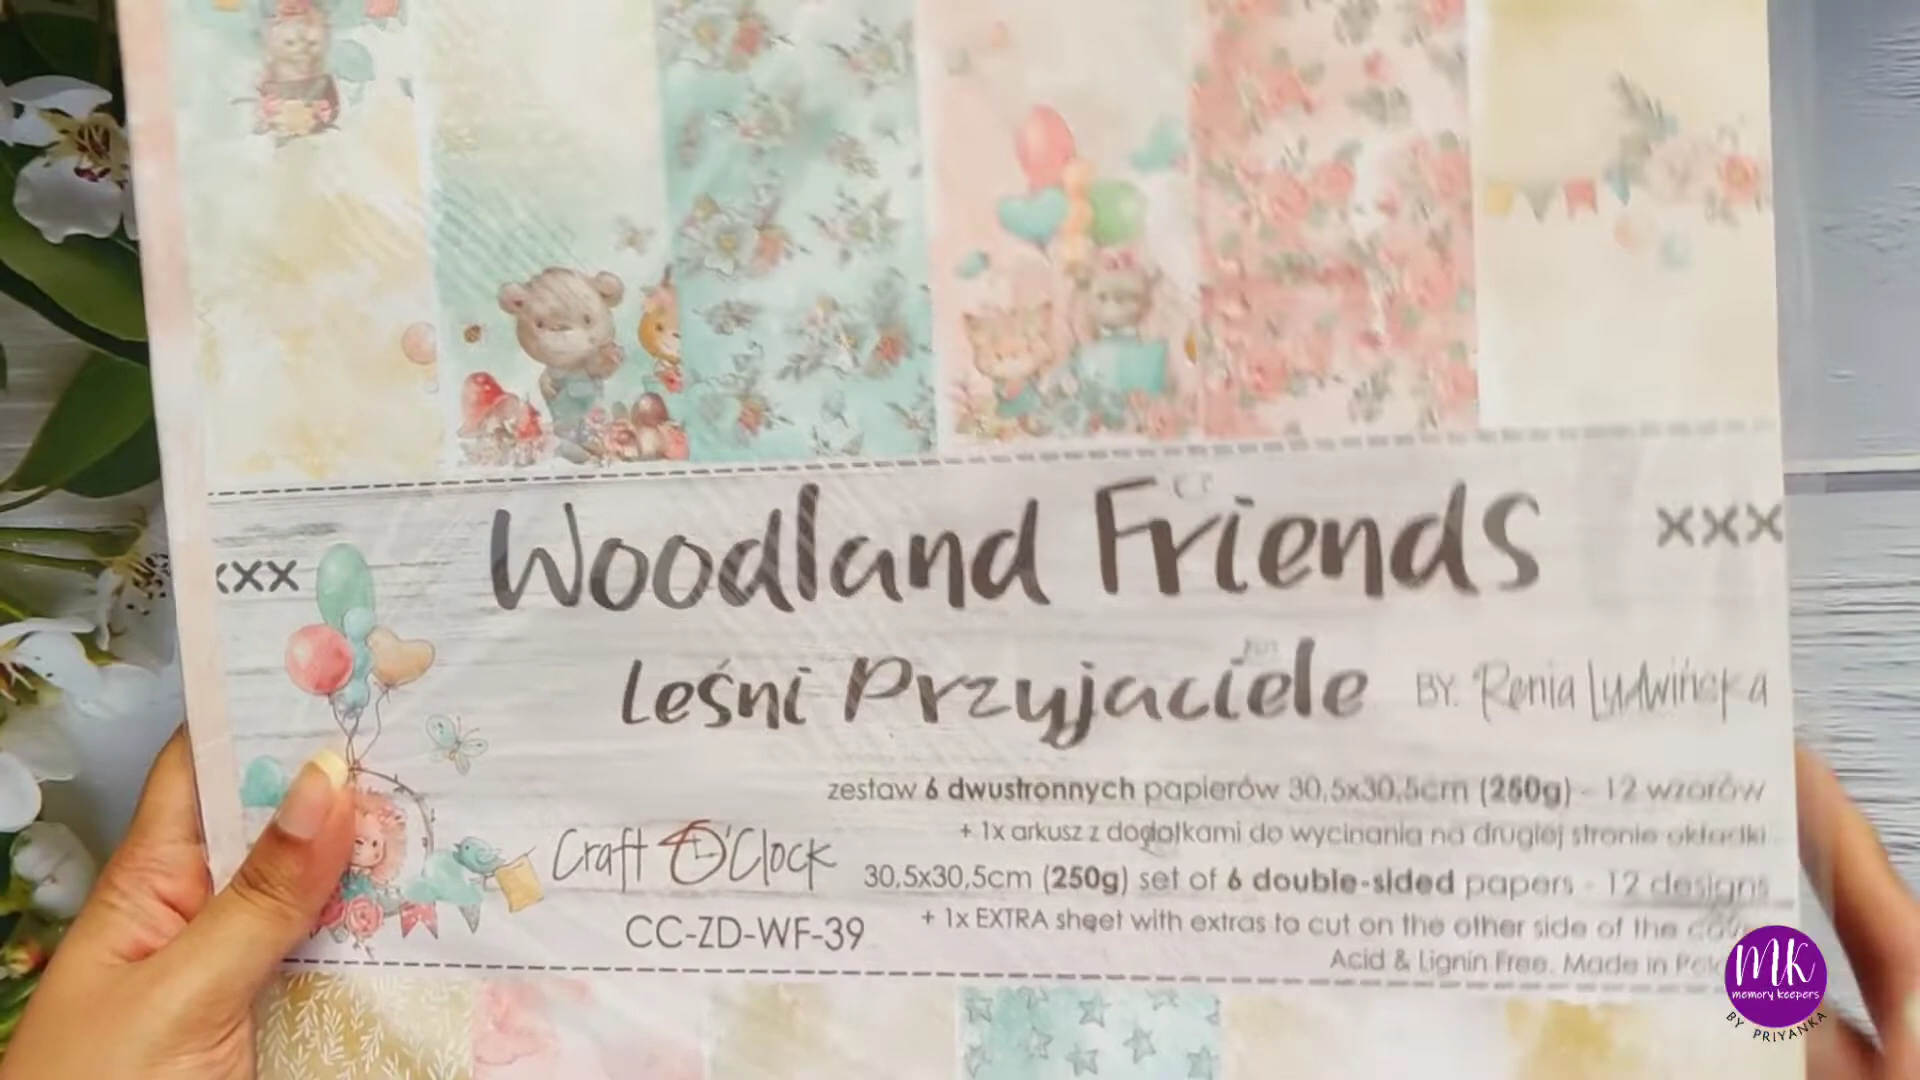 Woodland Friends
xxx
xxx
Leśni Przyjaciele
BY: Renia Ludwińska
zestaw 6 dwustronnych papierów 30,5x30,5cm (250g) - 12 wzorów
+ 1x arkusz z dodatkami do wycinania na drugiej stronie okładki
Craft O'Clock
30,5x30,5cm (250g) set of 6 double-sided papers - 12 designs
CC-ZD-WF-39
+ 1x EXTRA sheet with extras to cut on the other side of the
Acid & Lignin Free. Made in
MK
memory keepers
BY PRIYANKA